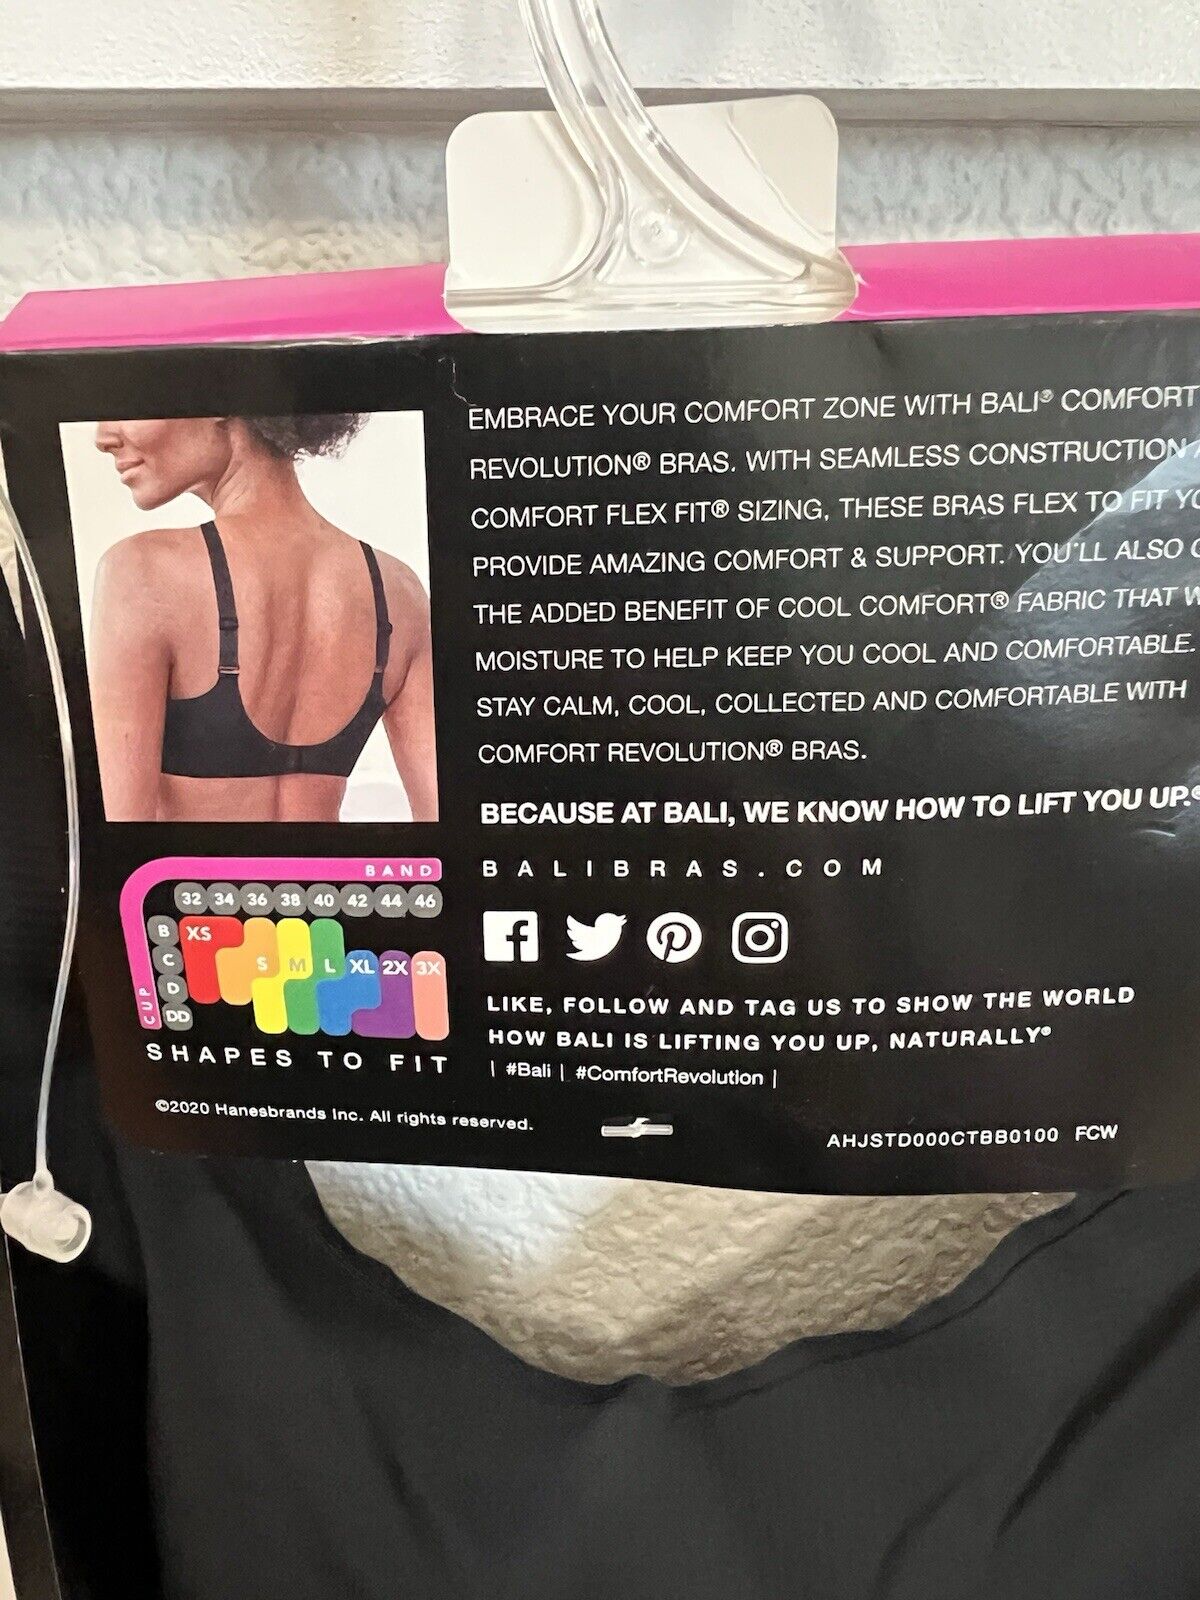 EMBRACE YOUR COMFORT ZONE WITH BALI® COMFORT
REVOLUTION® BRAS. WITH SEAMLESS CONSTRUCTION
COMFORT FLEX FIT® SIZING, THESE BRAS FLEX TO FIT
PROVIDE AMAZING COMFORT & SUPPORT. YOU'LL ALSO
THE ADDED BENEFIT OF COOL COMFORT® FABRIC THAT
MOISTURE TO HELP KEEP YOU COOL AND COMFORTABLE.
STAY CALM, COOL, COLLECTED AND COMFORTABLE WITH
COMFORT REVOLUTION® BRAS.
BECAUSE AT BALI, WE KNOW HOW TO LIFT YOU UP.®
BALIBRAS.COM
LIKE, FOLLOW AND TAG US TO SHOW THE WORLD
HOW BALI IS LIFTING YOU UP, NATURALLY®
| #Bali | #ComfortRevolution |
BAND
32 34 36 38 40 42 44 46
CUP
B XS
C S M L XL 2X 3X
D
DD
SHAPES TO FIT
©2020 Hanesbrands Inc. All rights reserved.
AHJSTD000CTBB0100 FCW